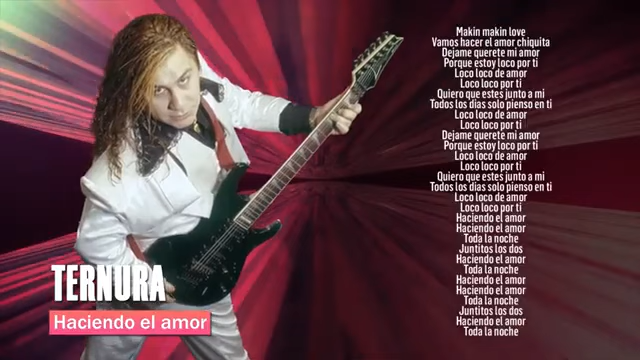 Makin makin love
Vamos hacer el amor chiquita
Dejame quererte mi amor
Porque estoy loco por ti
Loco loco de amor
Loco loco por ti
Quiero que estes junto a mi
Todos los dias solo pienso en ti
Loco loco de amor
Loco loco por ti
Dejame quererte mi amor
Porque estoy loco por ti
Loco loco de amor
Loco loco por ti
Quiero que estes junto a mi
Todos los dias solo pienso en ti
Loco loco de amor
Loco loco por ti
Haciendo el amor
Haciendo el amor
Toda la noche
Juntitos los dos
Haciendo el amor
Toda la noche
Haciendo el amor
Haciendo el amor
Toda la noche
Juntitos los dos
Haciendo el amor
Toda la noche
TERNURA
Haciendo el amor